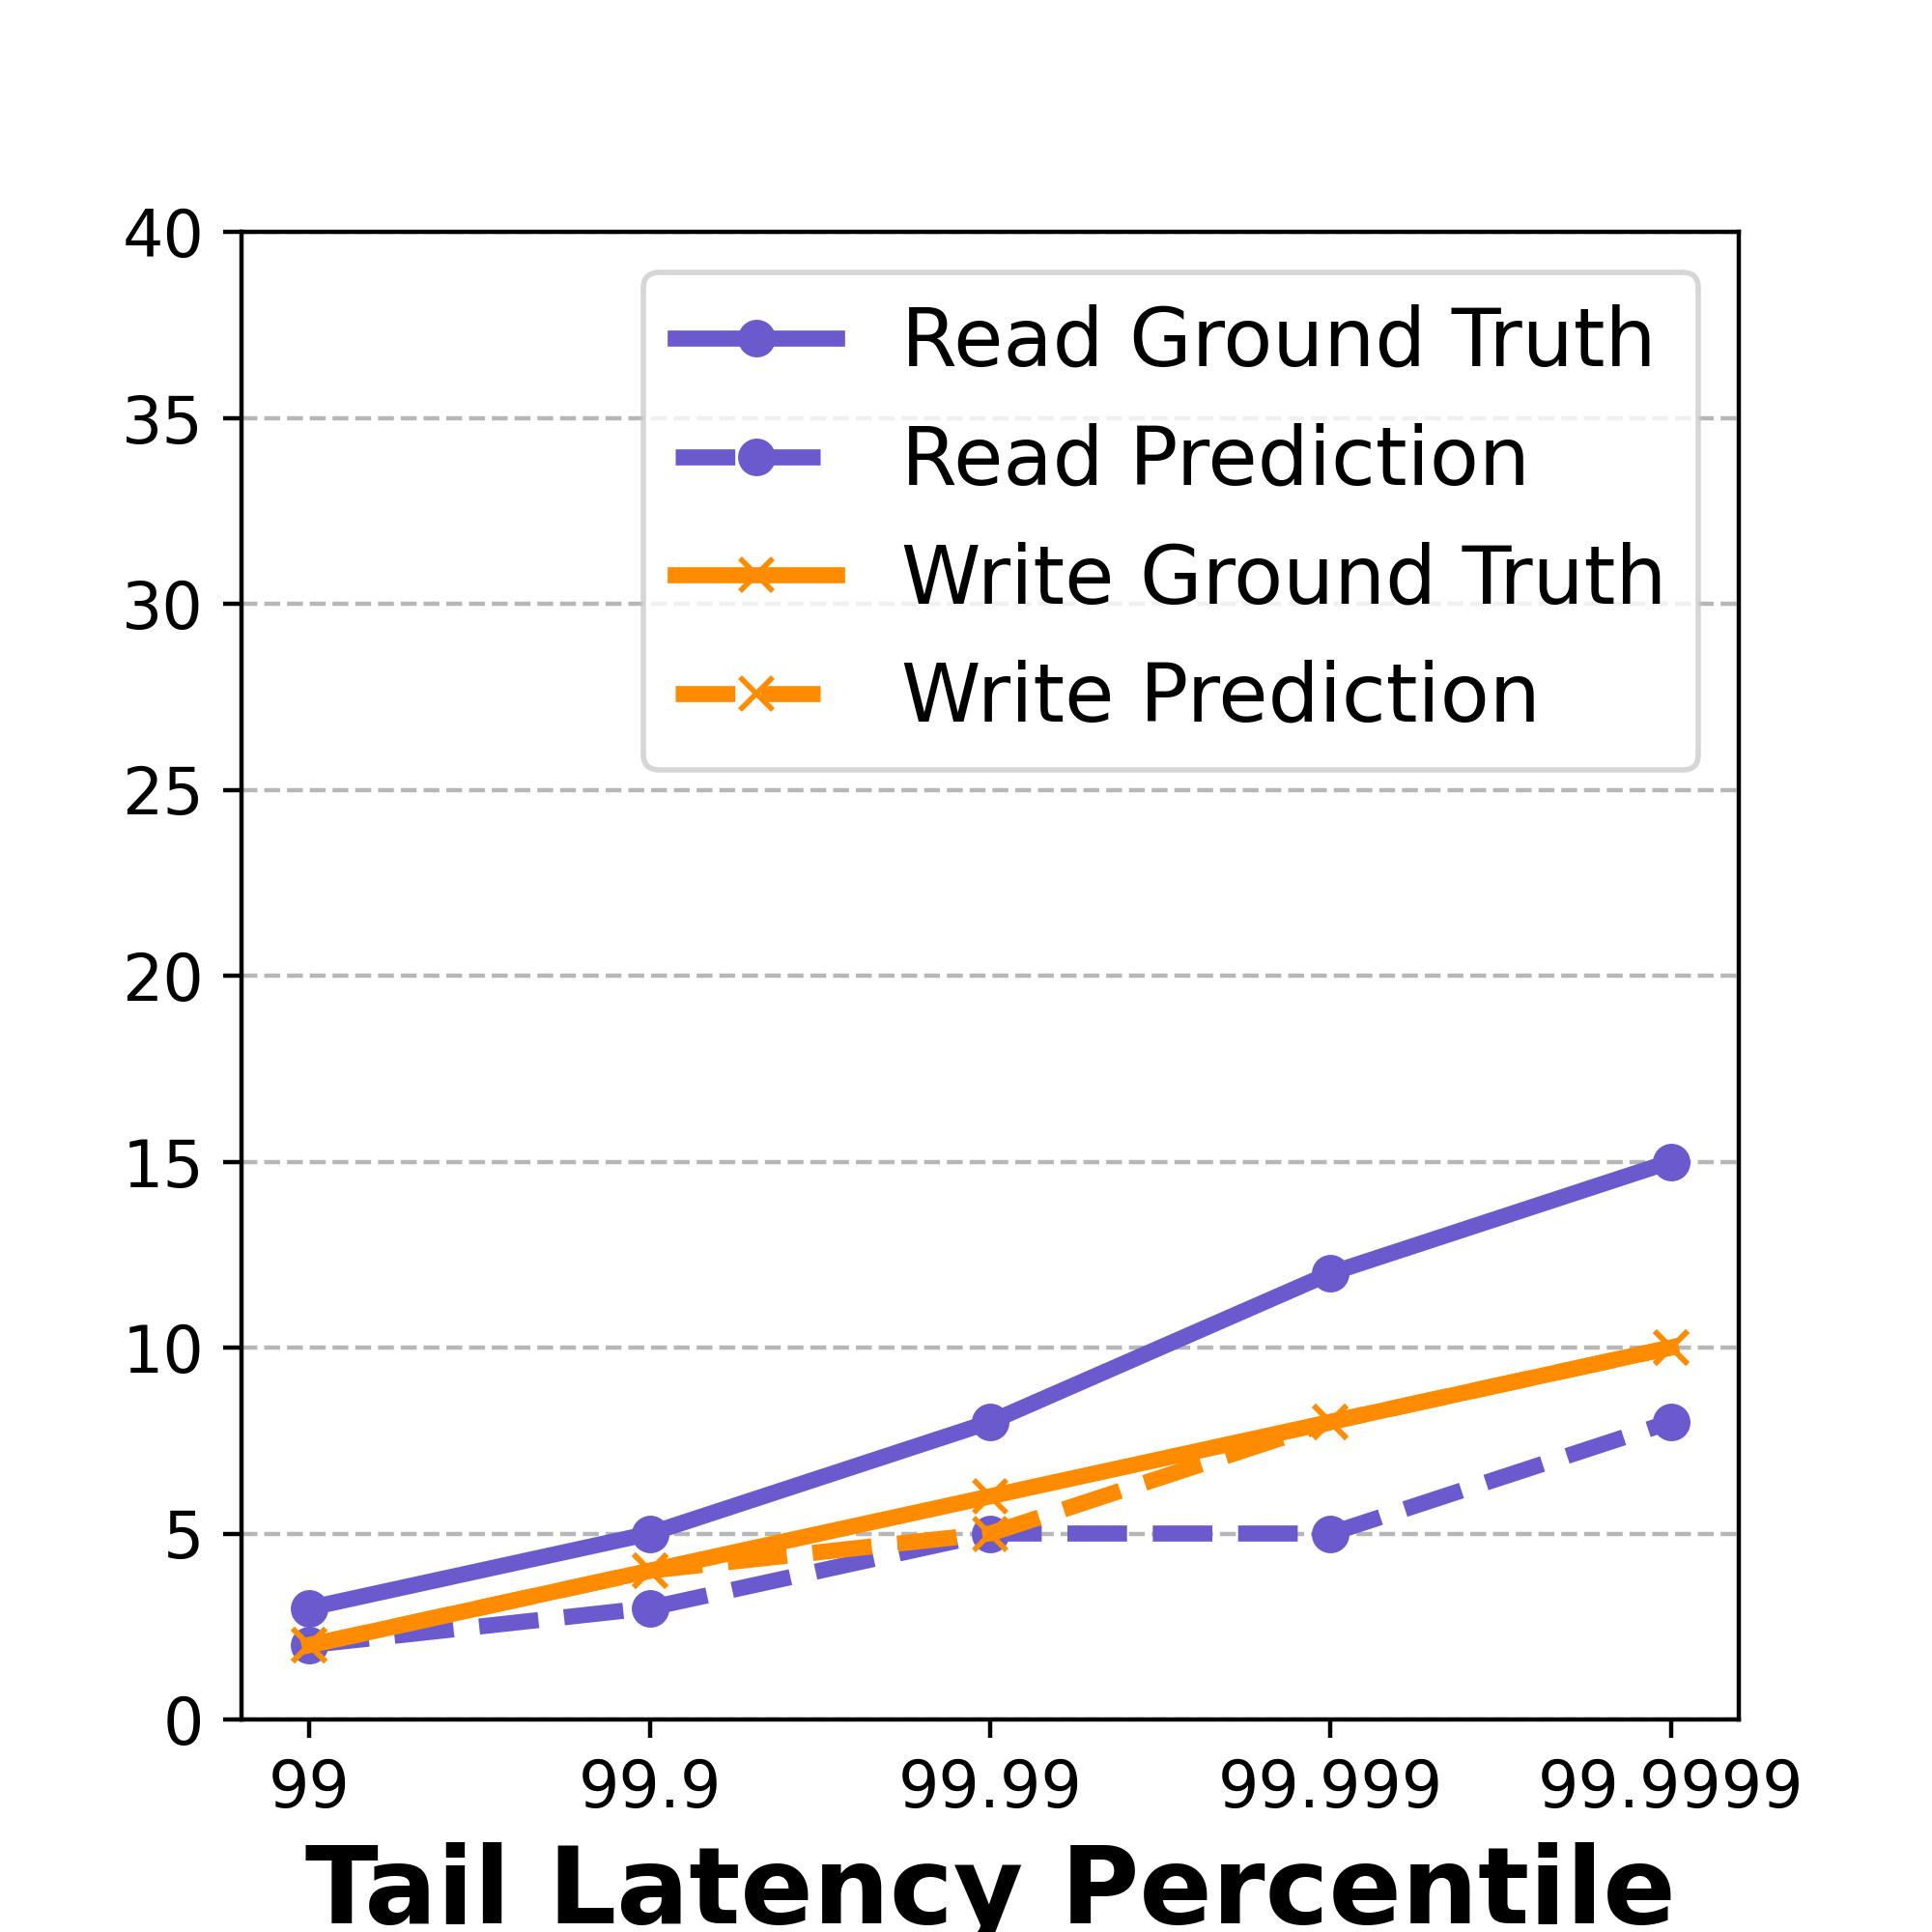 40
35
30
25
20
15
10
5
0
Read Ground Truth
Read Prediction
Write Ground Truth
Write Prediction
99 99.9 99.99 99.999 99.9999
Tail Latency Percentile